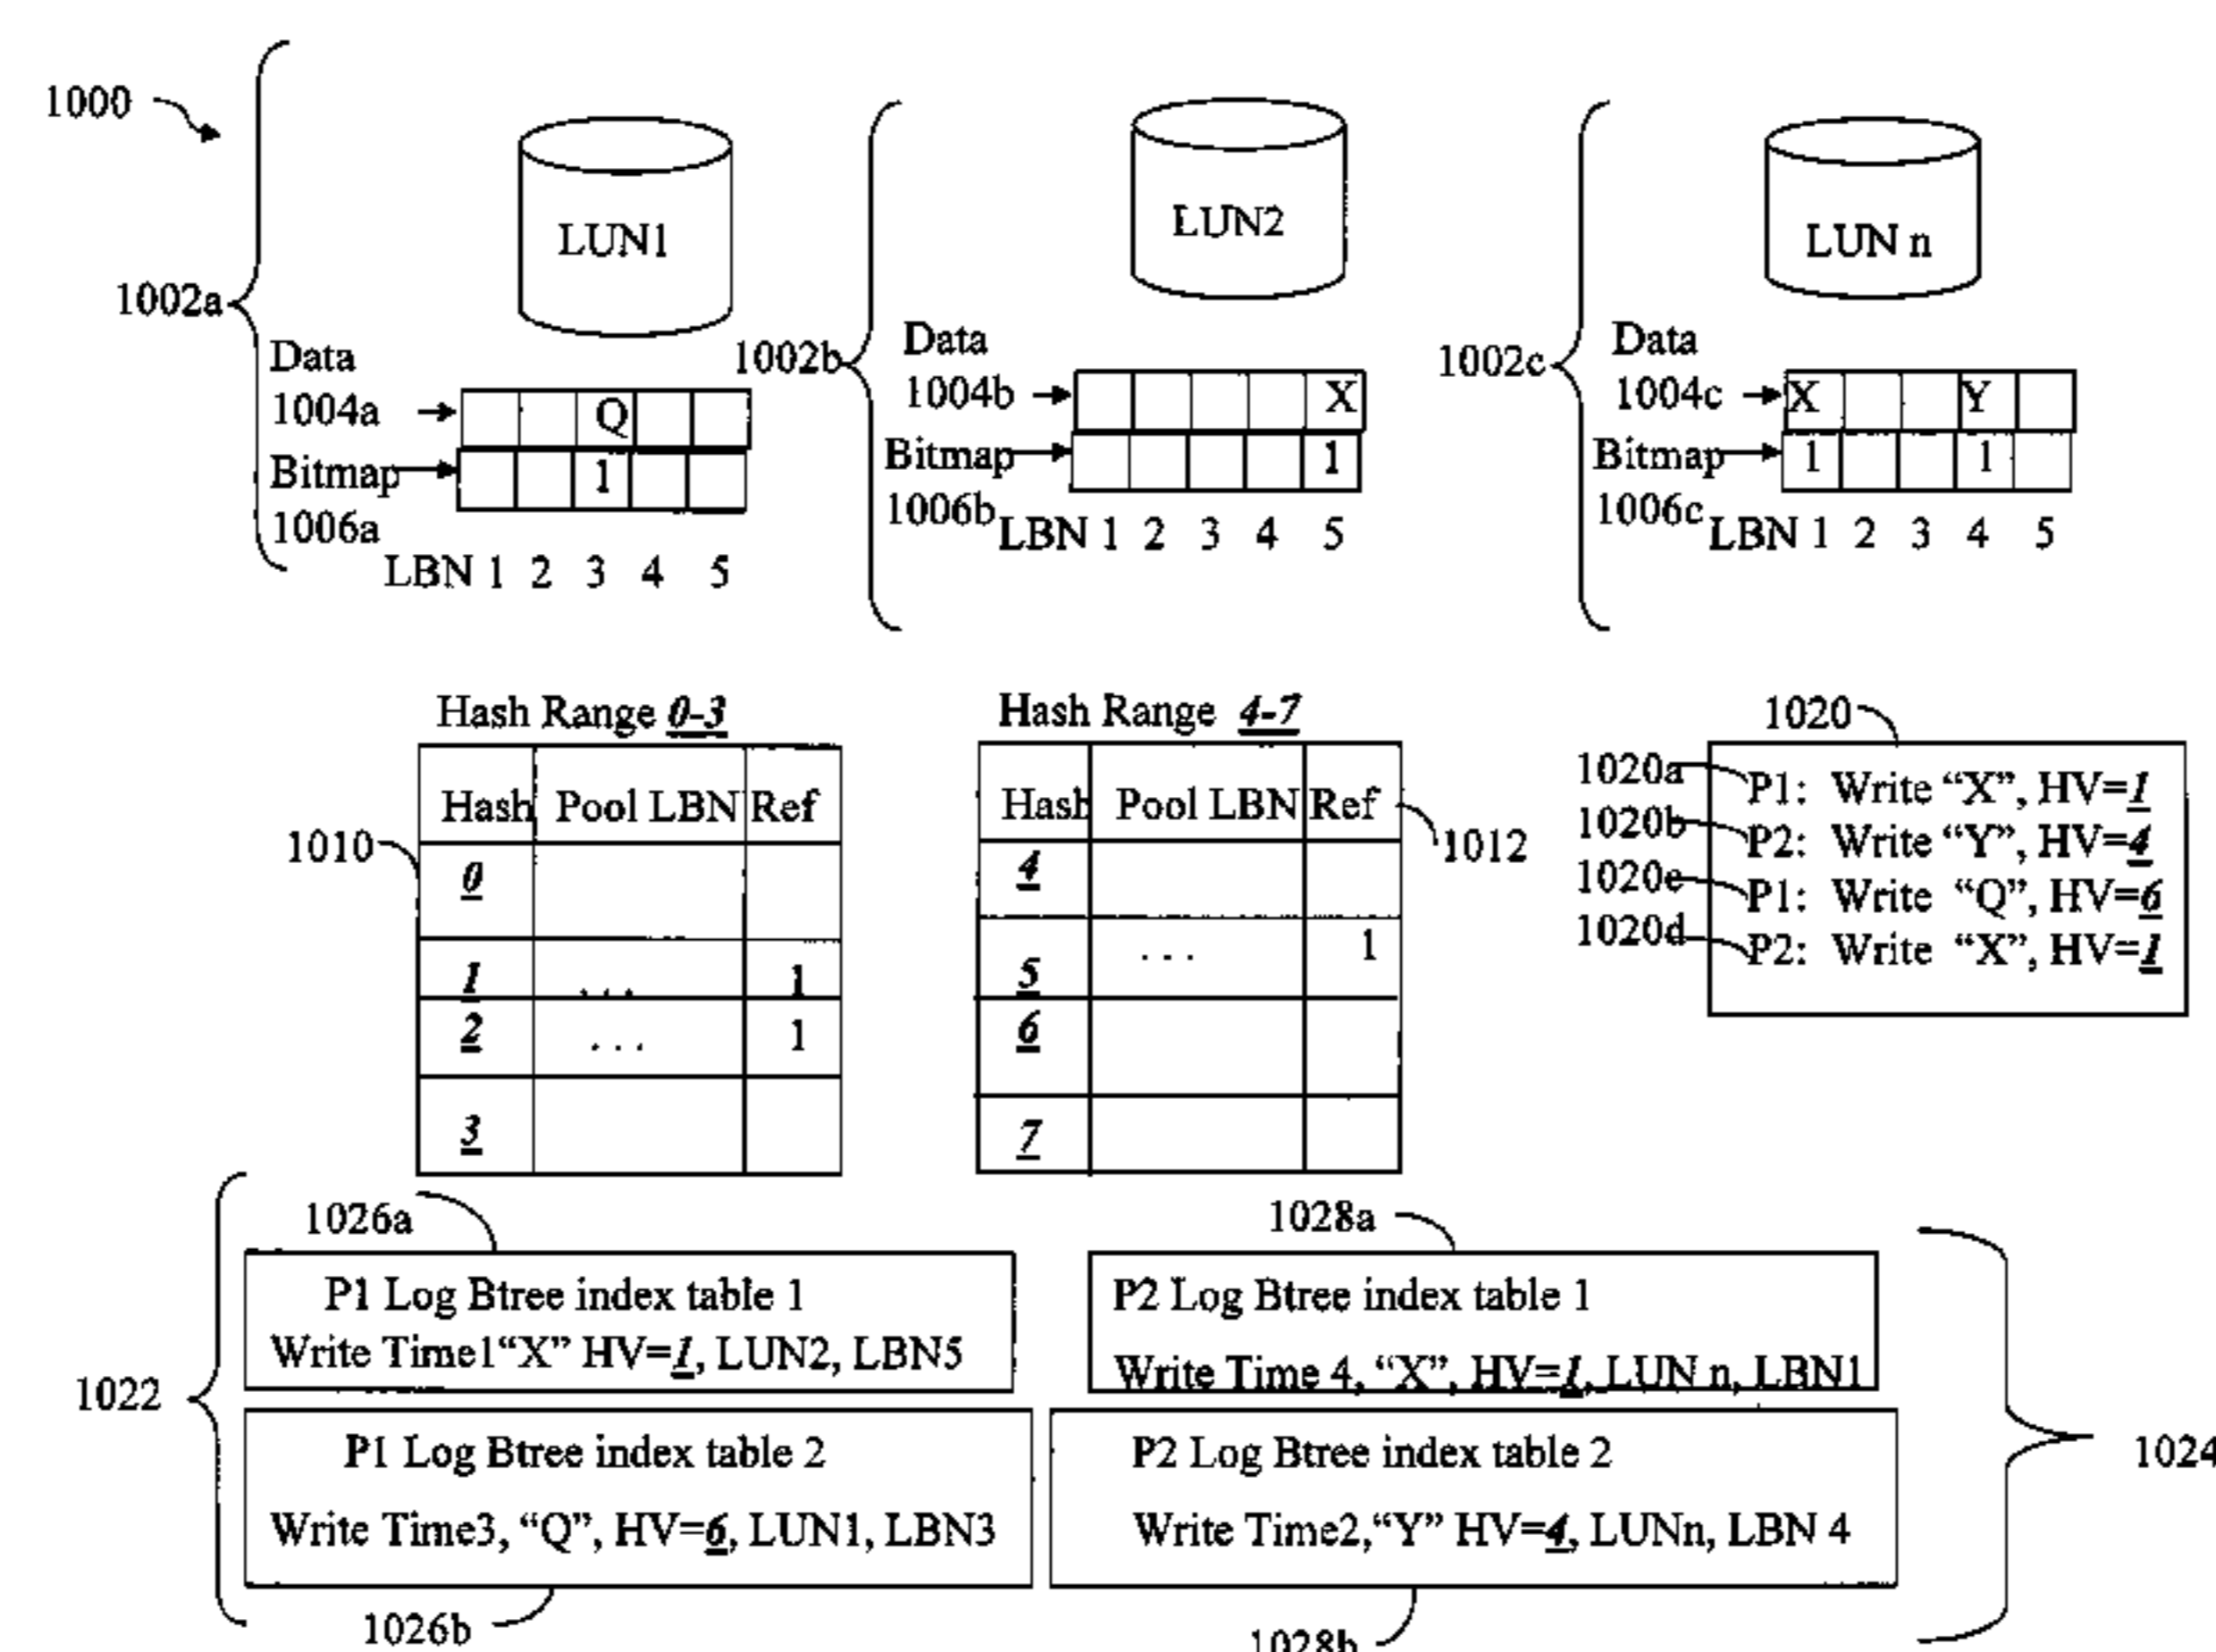 1000
1002a
LUN1
Data
1004a
Q
Bitmap
1
1006a
LBN 1 2 3 4 5
1002b
LUN2
Data
1004b
X
Bitmap
1
1006b
LBN 1 2 3 4 5
1002c
LUN n
Data
1004c
X Y
Bitmap
1 1
1006c
LBN 1 2 3 4 5
Hash Range 0-3
1010
Hash Pool LBN Ref
0
1 ... 1
2 ... 1
3
Hash Range 4-7
1012
Hash Pool LBN Ref
4
5 ... 1
6
7
1020
1020a P1: Write “X”, HV=1
1020b P2: Write “Y”, HV=4
1020e P1: Write “Q”, HV=6
1020d P2: Write “X”, HV=1
1022
1026a
P1 Log Btree index table 1
Write Time1“X” HV=1, LUN2, LBN5
P1 Log Btree index table 2
Write Time3, “Q”, HV=6, LUN1, LBN3
1026b
1028a
P2 Log Btree index table 1
Write Time 4, “X”, HV=1, LUN n, LBN1
P2 Log Btree index table 2
Write Time2,“Y” HV=4, LUNn, LBN 4
1028b
1024